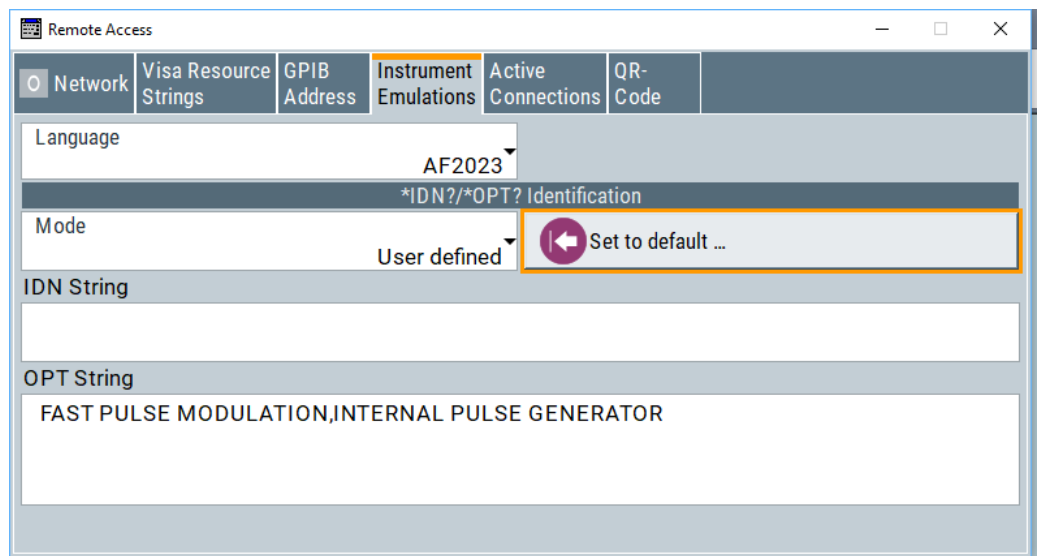 Remote Access
Network
Visa Resource Strings
GPIB Address
Instrument Emulations
Active Connections
QR-Code
Language
AF2023
*IDN?/*OPT? Identification
Mode
User defined
Set to default ...
IDN String
OPT String
FAST PULSE MODULATION,INTERNAL PULSE GENERATOR